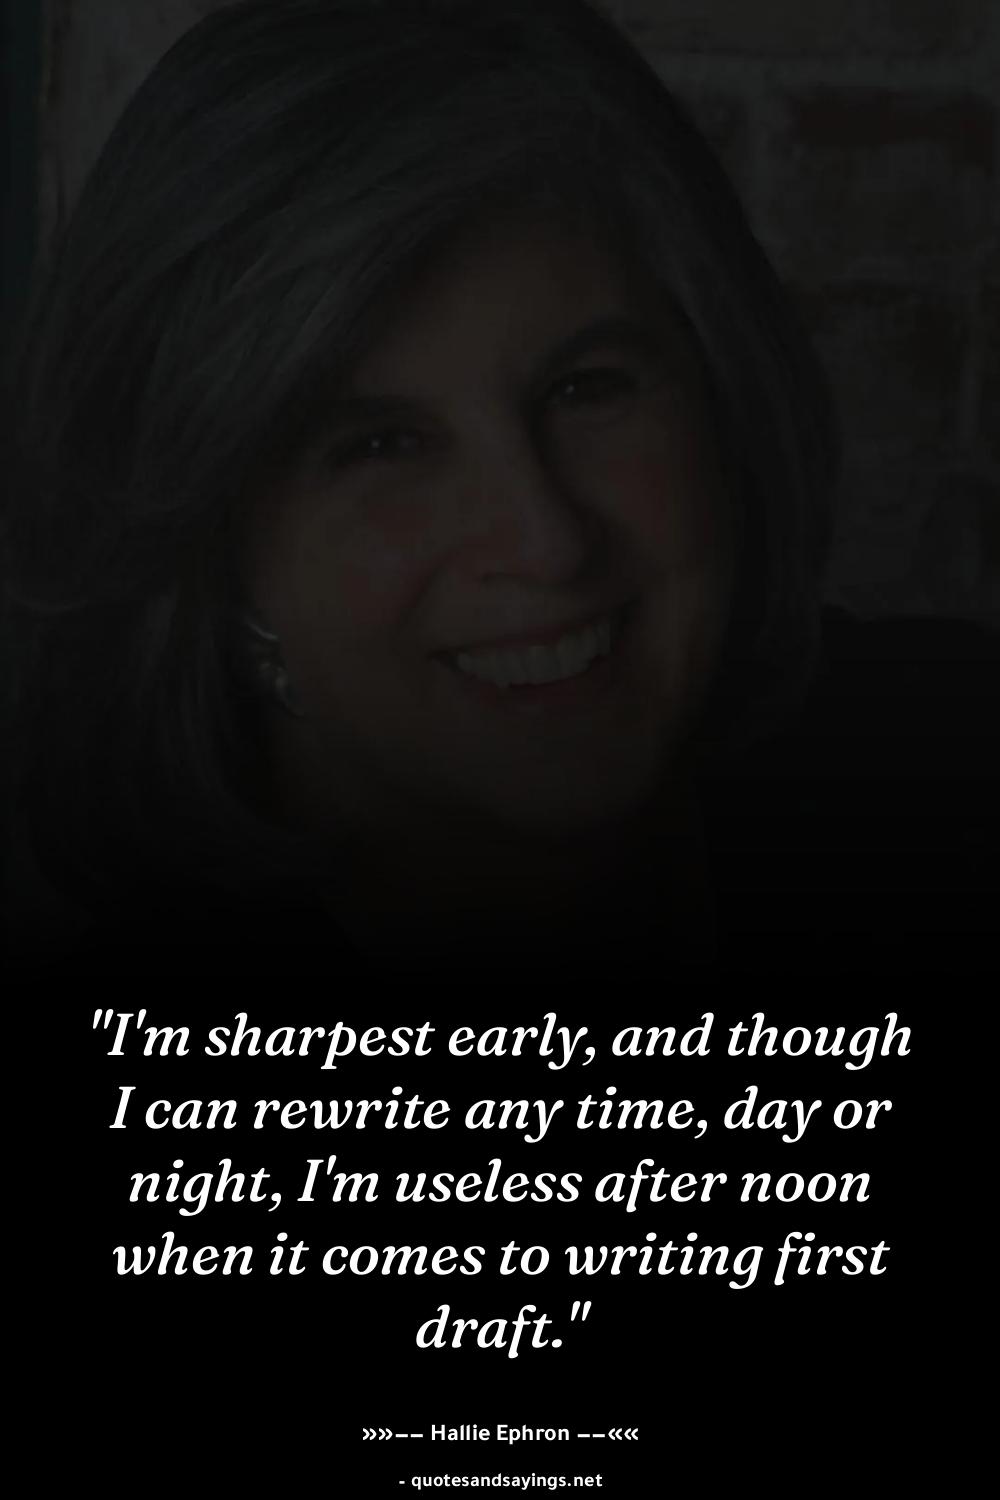 "I'm sharpest early, and though
I can rewrite any time, day or
night, I'm useless after noon
when it comes to writing first
draft."
»»−− Hallie Ephron −−««
- quotesandsayings.net